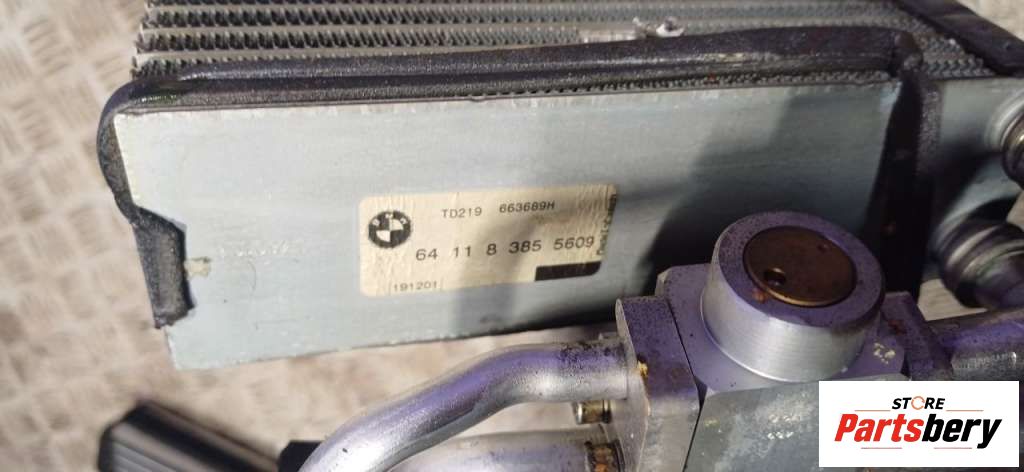 TD219 663689H
64 11 8 385 5609
191201
STORE
Partsbery